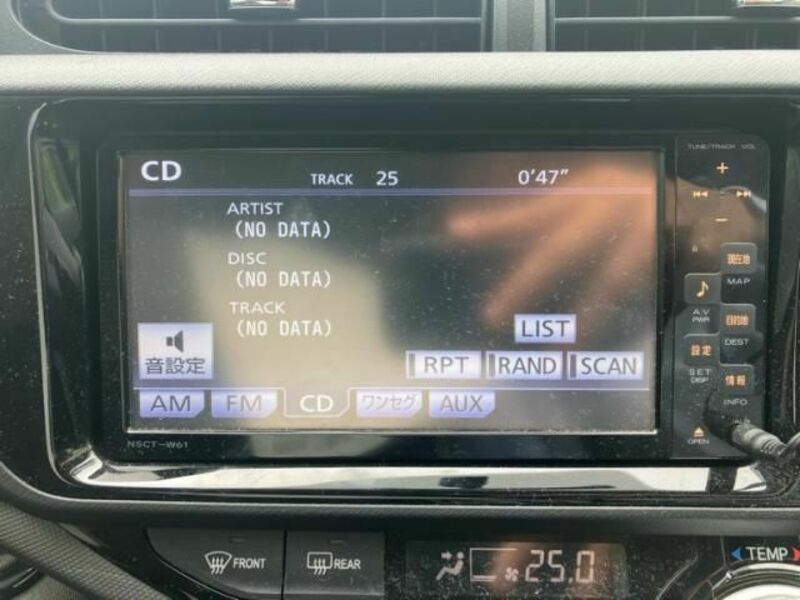 TUNE/TRACK VOL
CD
TRACK 25 0'47"
ARTIST
(NO DATA)
DISC
(NO DATA)
TRACK
(NO DATA)
LIST
音設定
RPT RAND SCAN
AM FM CD ワンセグ AUX
NSCT-W61
+
−
現在地
MAP
A/V
PWR
目的地
DEST
設定
SET
DISP
情報
INFO
OPEN
FRONT
REAR
25.0
TEMP